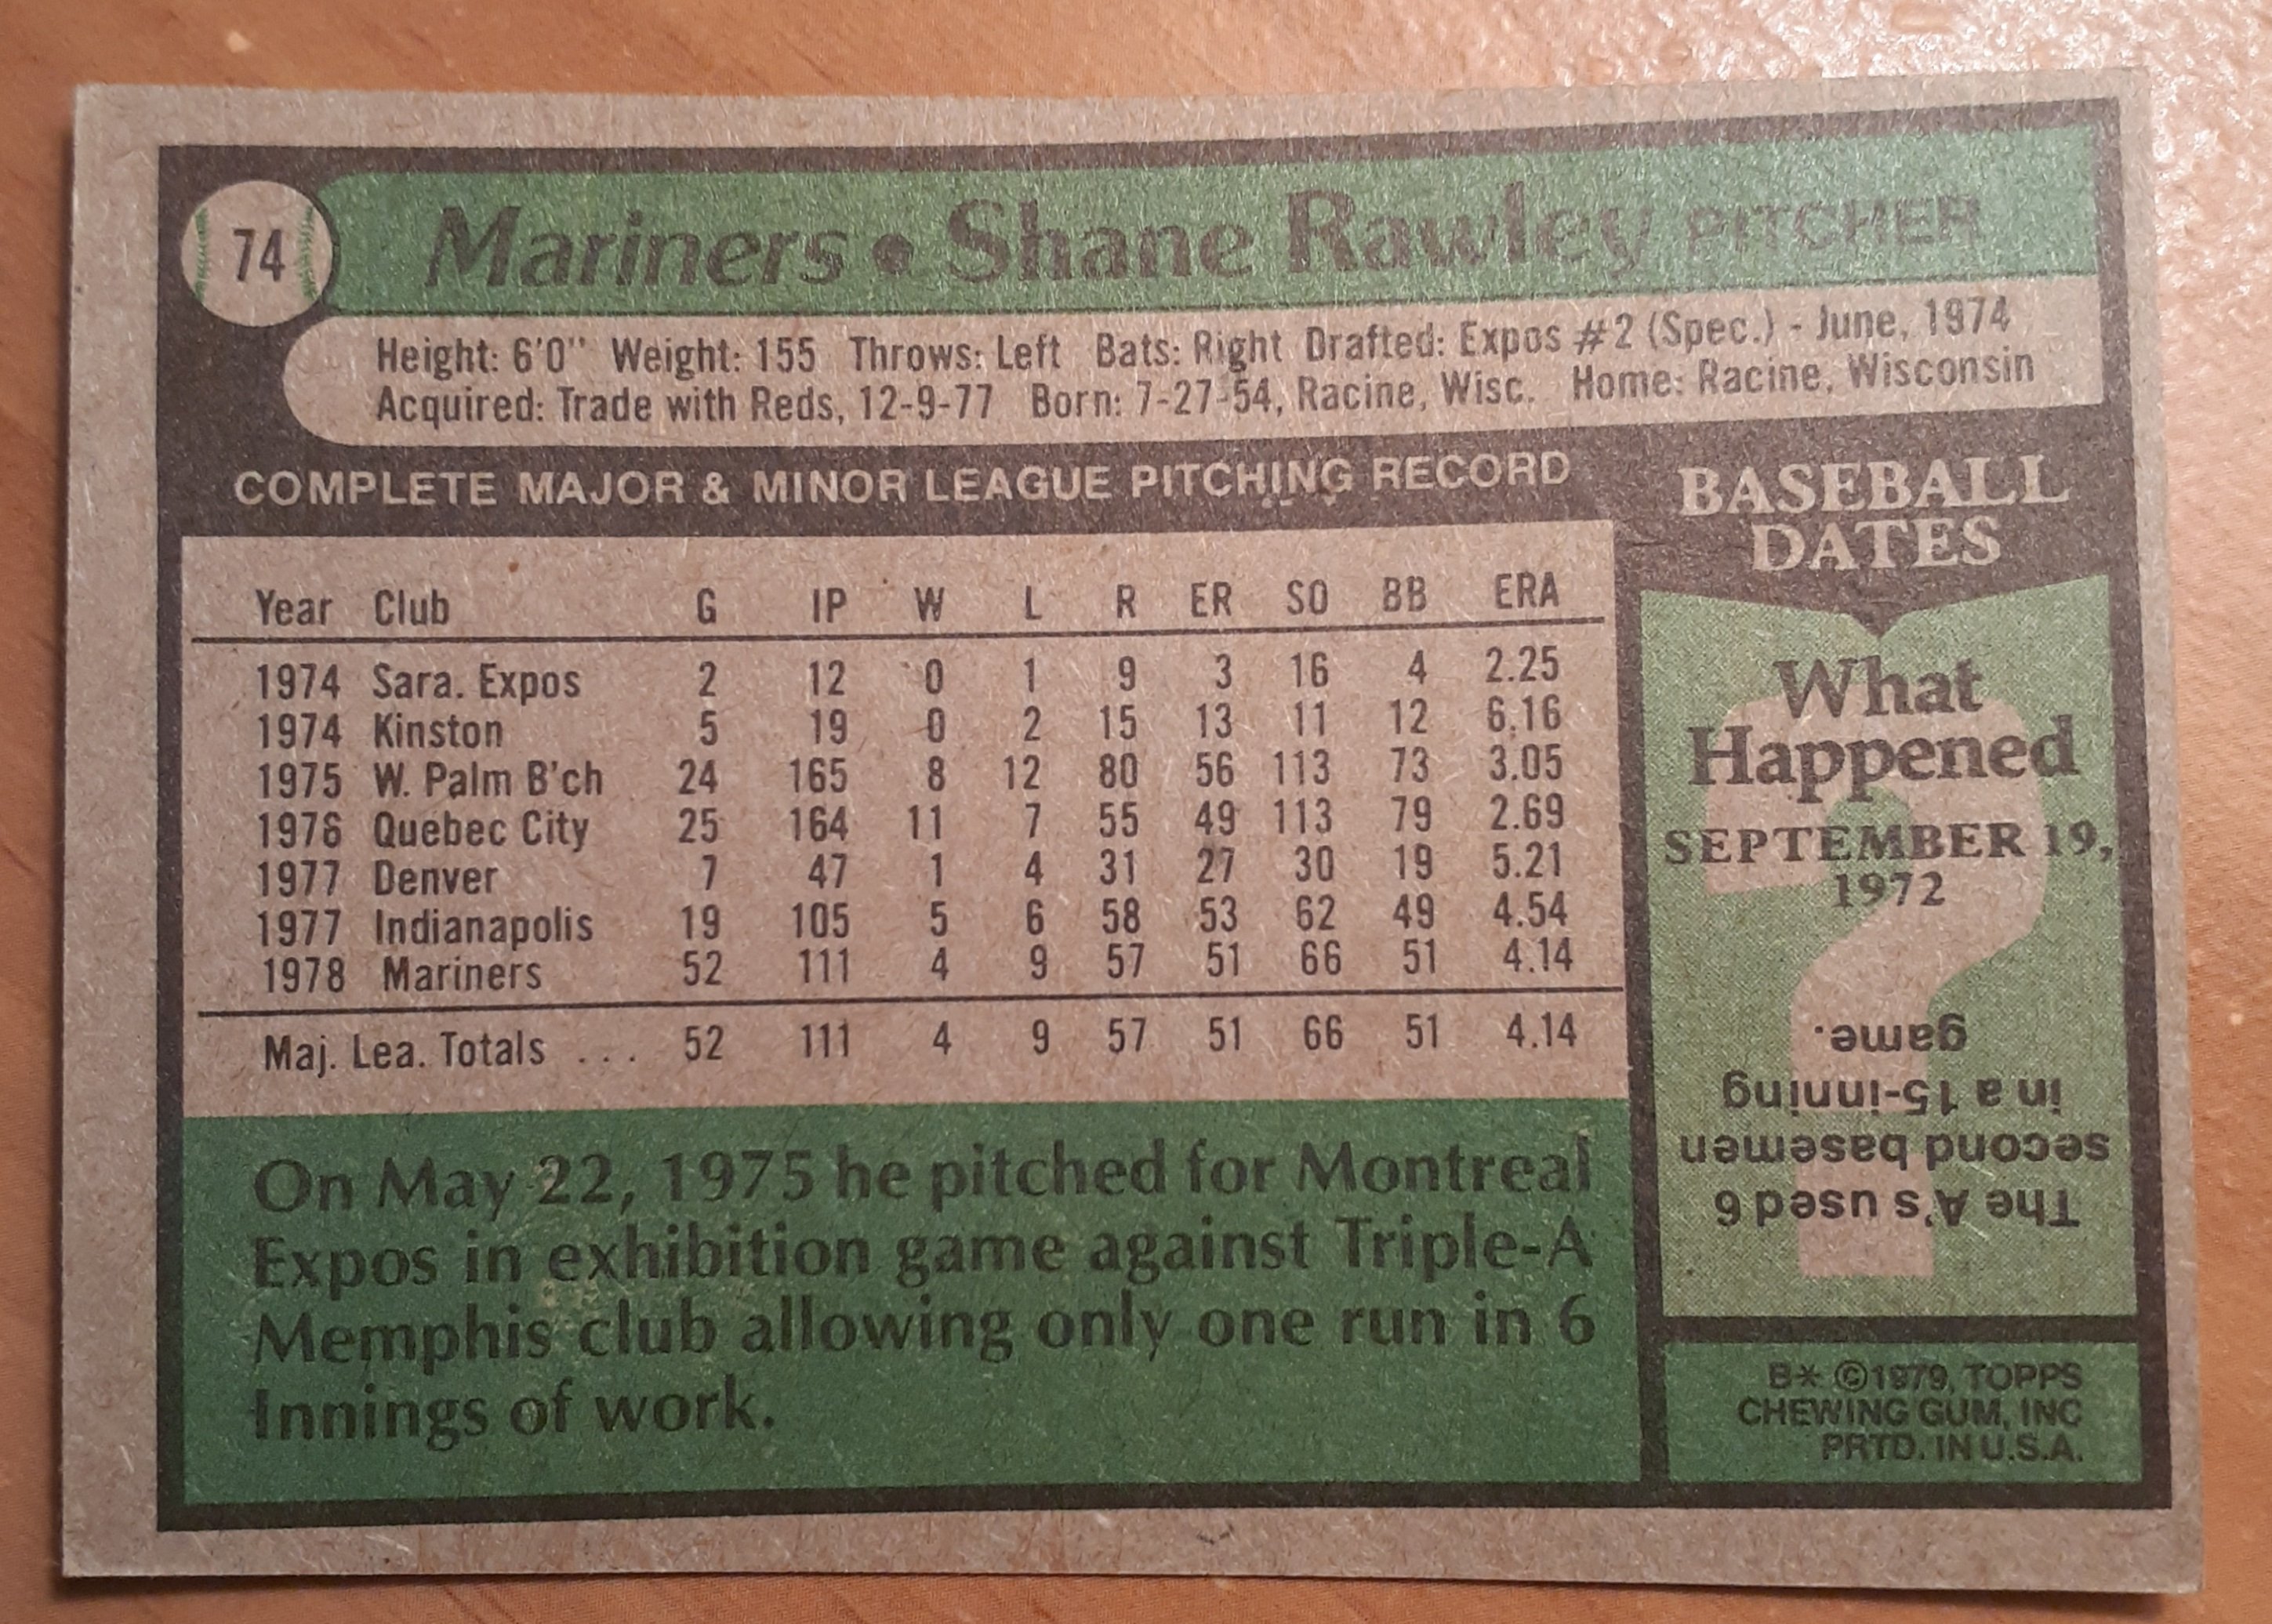 74
Mariners • Shane Rawley PITCHER
Height: 6'0" Weight: 155 Throws: Left Bats: Right Drafted: Expos #2 (Spec.) - June, 1974
Acquired: Trade with Reds, 12-9-77 Born: 7-27-54, Racine, Wisc. Home: Racine, Wisconsin
COMPLETE MAJOR & MINOR LEAGUE PITCHING RECORD
Year Club G IP W L R ER SO BB ERA
1974 Sara. Expos 2 12 0 1 9 3 16 4 2.25
1974 Kinston 5 19 0 2 15 13 11 12 6.16
1975 W. Palm B'ch 24 165 8 12 80 56 113 73 3.05
1976 Quebec City 25 164 11 7 55 49 113 79 2.69
1977 Denver 7 47 1 4 31 27 30 19 5.21
1977 Indianapolis 19 105 5 6 58 53 62 49 4.54
1978 Mariners 52 111 4 9 57 51 66 51 4.14
Maj. Lea. Totals ... 52 111 4 9 57 51 66 51 4.14
On May 22, 1975 he pitched for Montreal
Expos in exhibition game against Triple-A
Memphis club allowing only one run in 6
Innings of work.
BASEBALL
DATES
What
Happened
SEPTEMBER 19,
1972
The A's used 6
second basemen
in a 15-inning
game.
B* ©1979, TOPPS
CHEWING GUM, INC
PRTD. IN U.S.A.